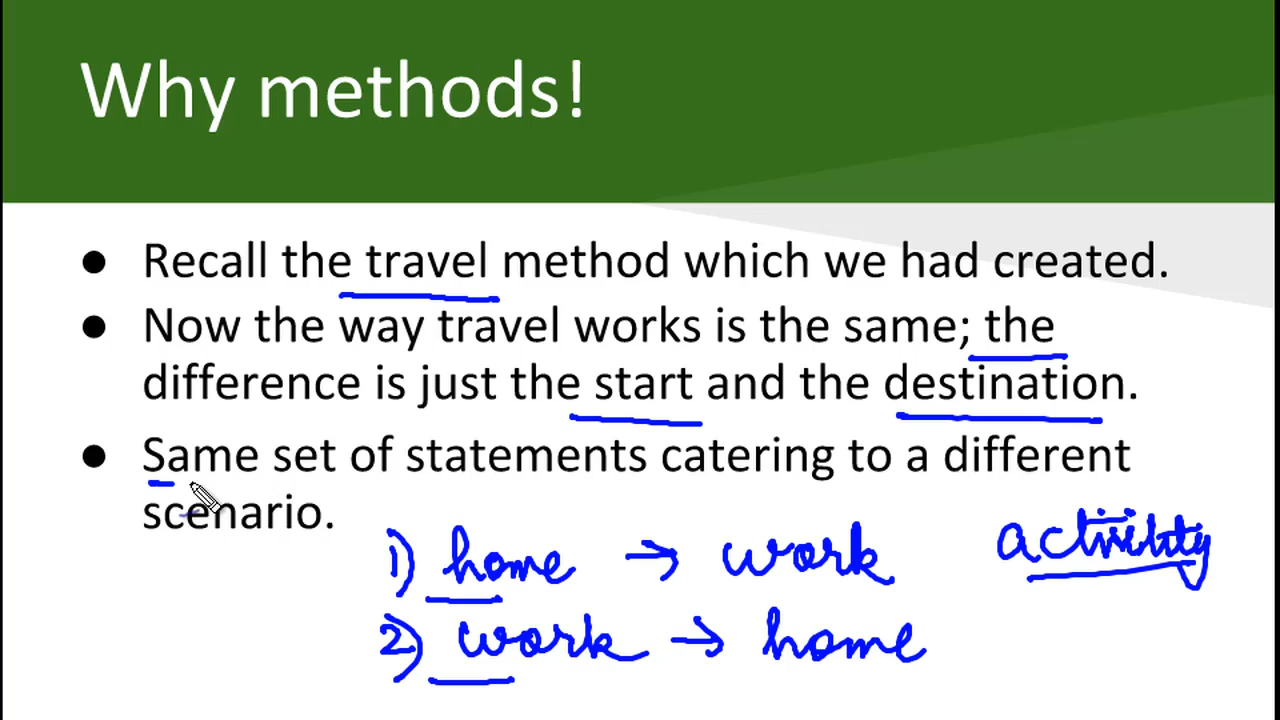 Why methods!
● Recall the travel method which we had created.
● Now the way travel works is the same; the
difference is just the start and the destination.
● Same set of statements catering to a different
scenario.
1) home → work
2) work → home